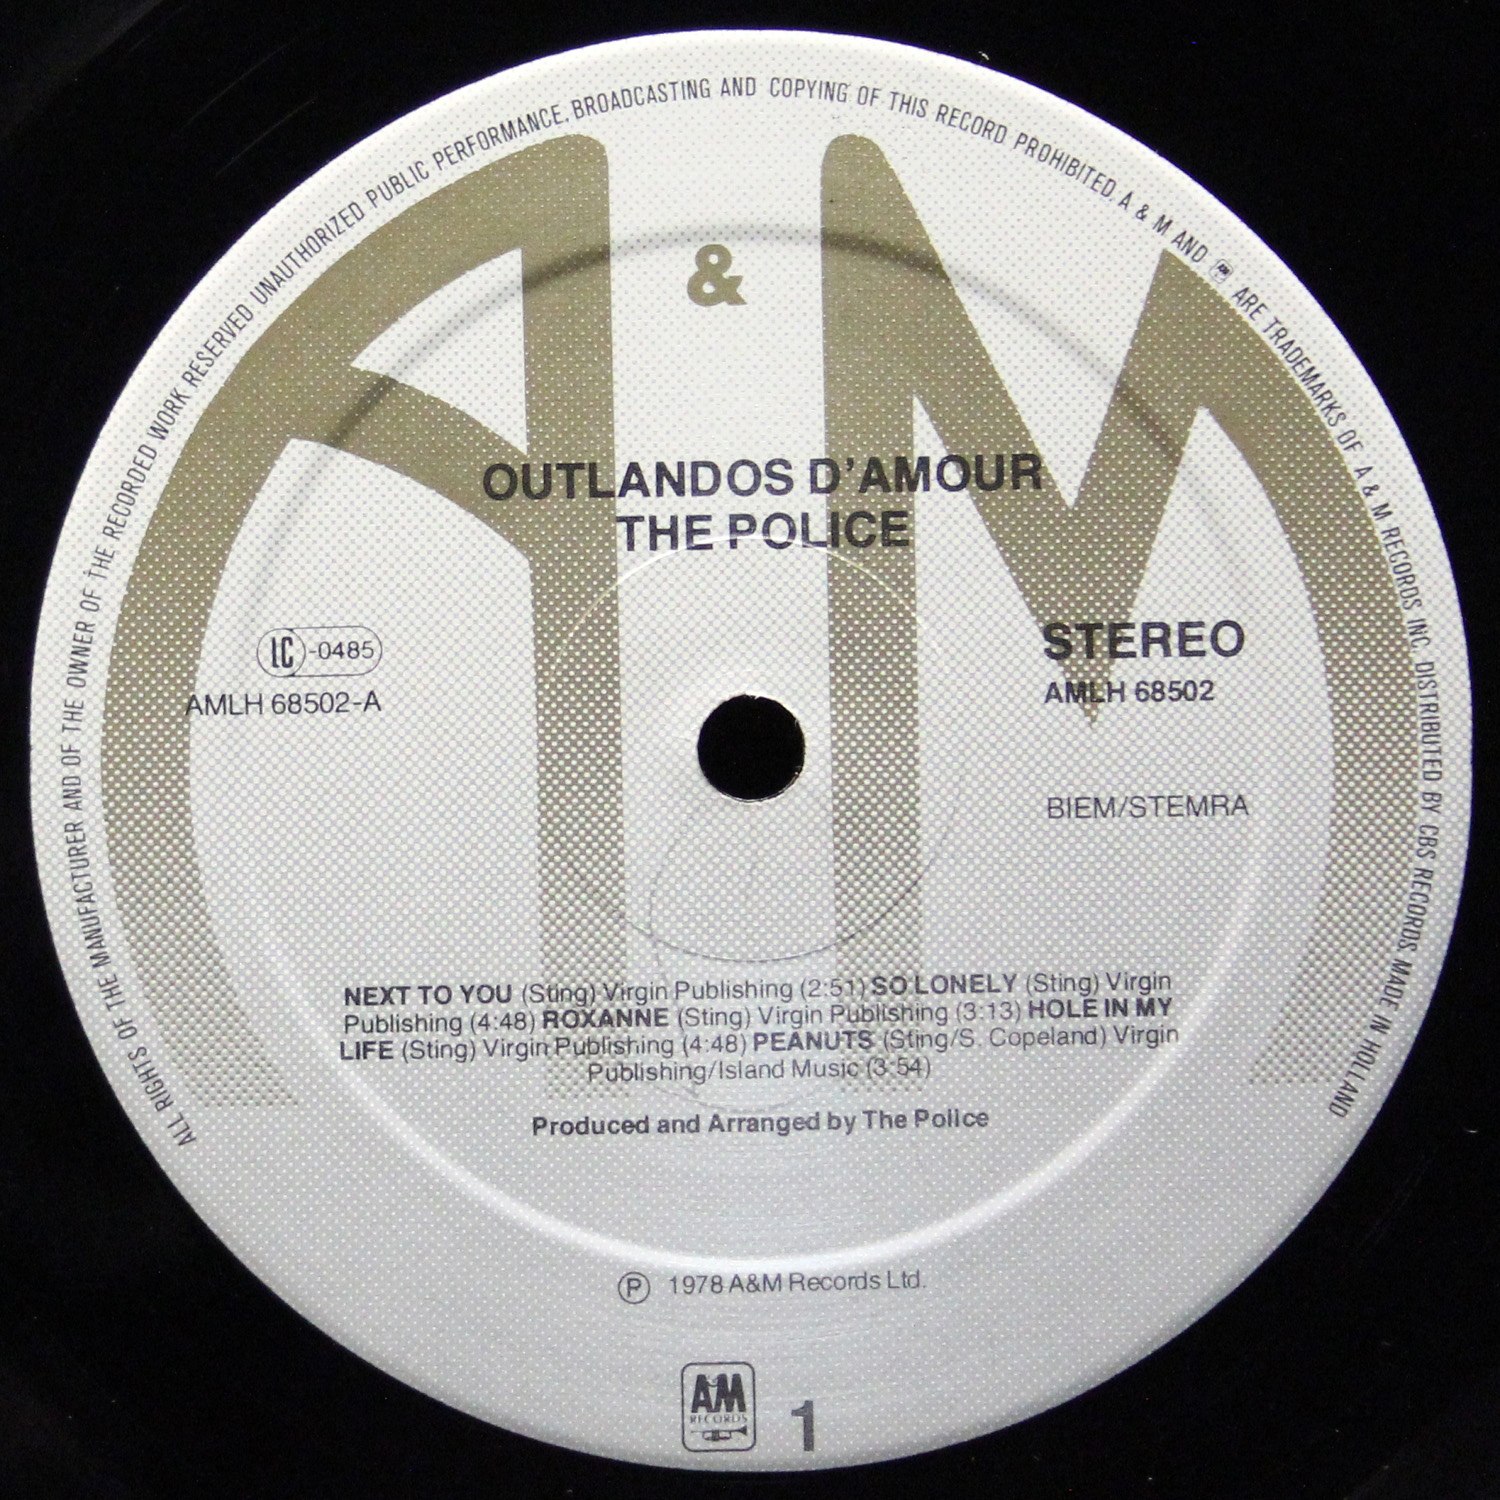 ALL RIGHTS OF THE MANUFACTURER AND OF THE OWNER OF THE RECORDED WORK RESERVED UNAUTHORIZED PUBLIC PERFORMANCE, BROADCASTING AND COPYING OF THIS RECORD PROHIBITED. A & M AND AM ARE TRADEMARKS OF A & M RECORDS INC. DISTRIBUTED BY CBS RECORDS MADE IN HOLLAND
A & M
OUTLANDOS D'AMOUR
THE POLICE
LC-0485
AMLH 68502-A
STEREO
AMLH 68502
BIEM/STEMRA
NEXT TO YOU (Sting) Virgin Publishing (2:51) SO LONELY (Sting) Virgin
Publishing (4:48) ROXANNE (Sting) Virgin Publishing (3:13) HOLE IN MY
LIFE (Sting) Virgin Publishing (4:48) PEANUTS (Sting/S. Copeland) Virgin
Publishing/Island Music (3:54)
Produced and Arranged by The Police
Ⓟ 1978 A&M Records Ltd.
AM
RECORDS
1